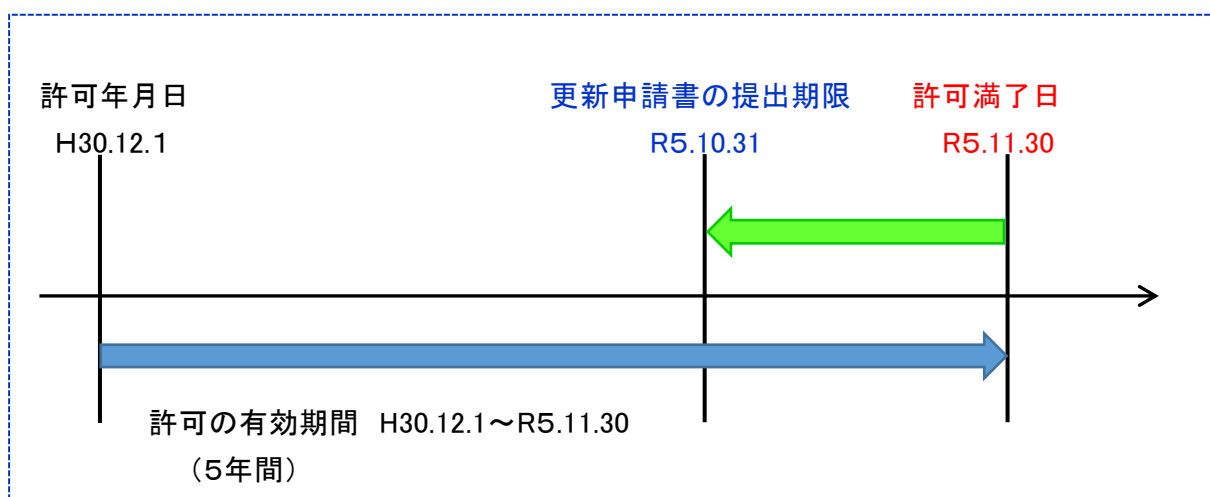 許可年月日
H30.12.1
更新申請書の提出期限
R5.10.31
許可満了日
R5.11.30
許可の有効期間 H30.12.1～R5.11.30
（5年間）